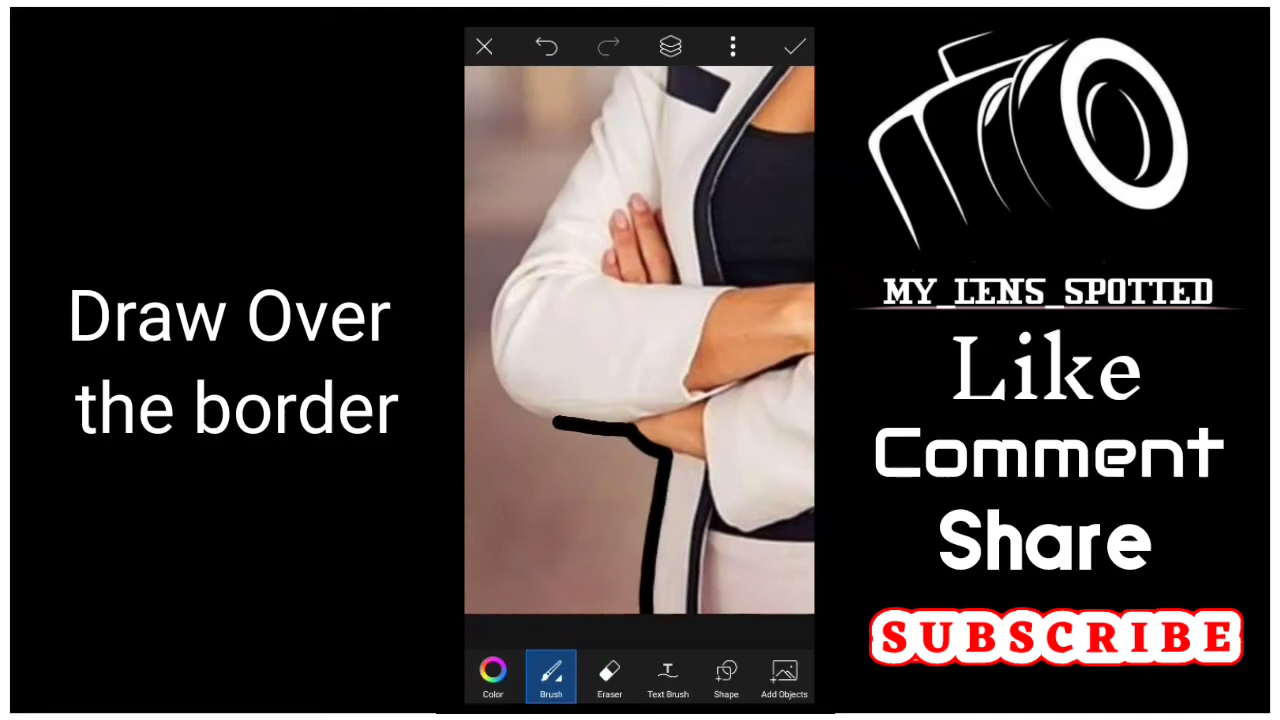 Draw Over
the border
Color
Brush
Eraser
Text Brush
Shape
Add Objects
MY_LENS_SPOTTED
Like
Comment
Share
SUBSCRIBE